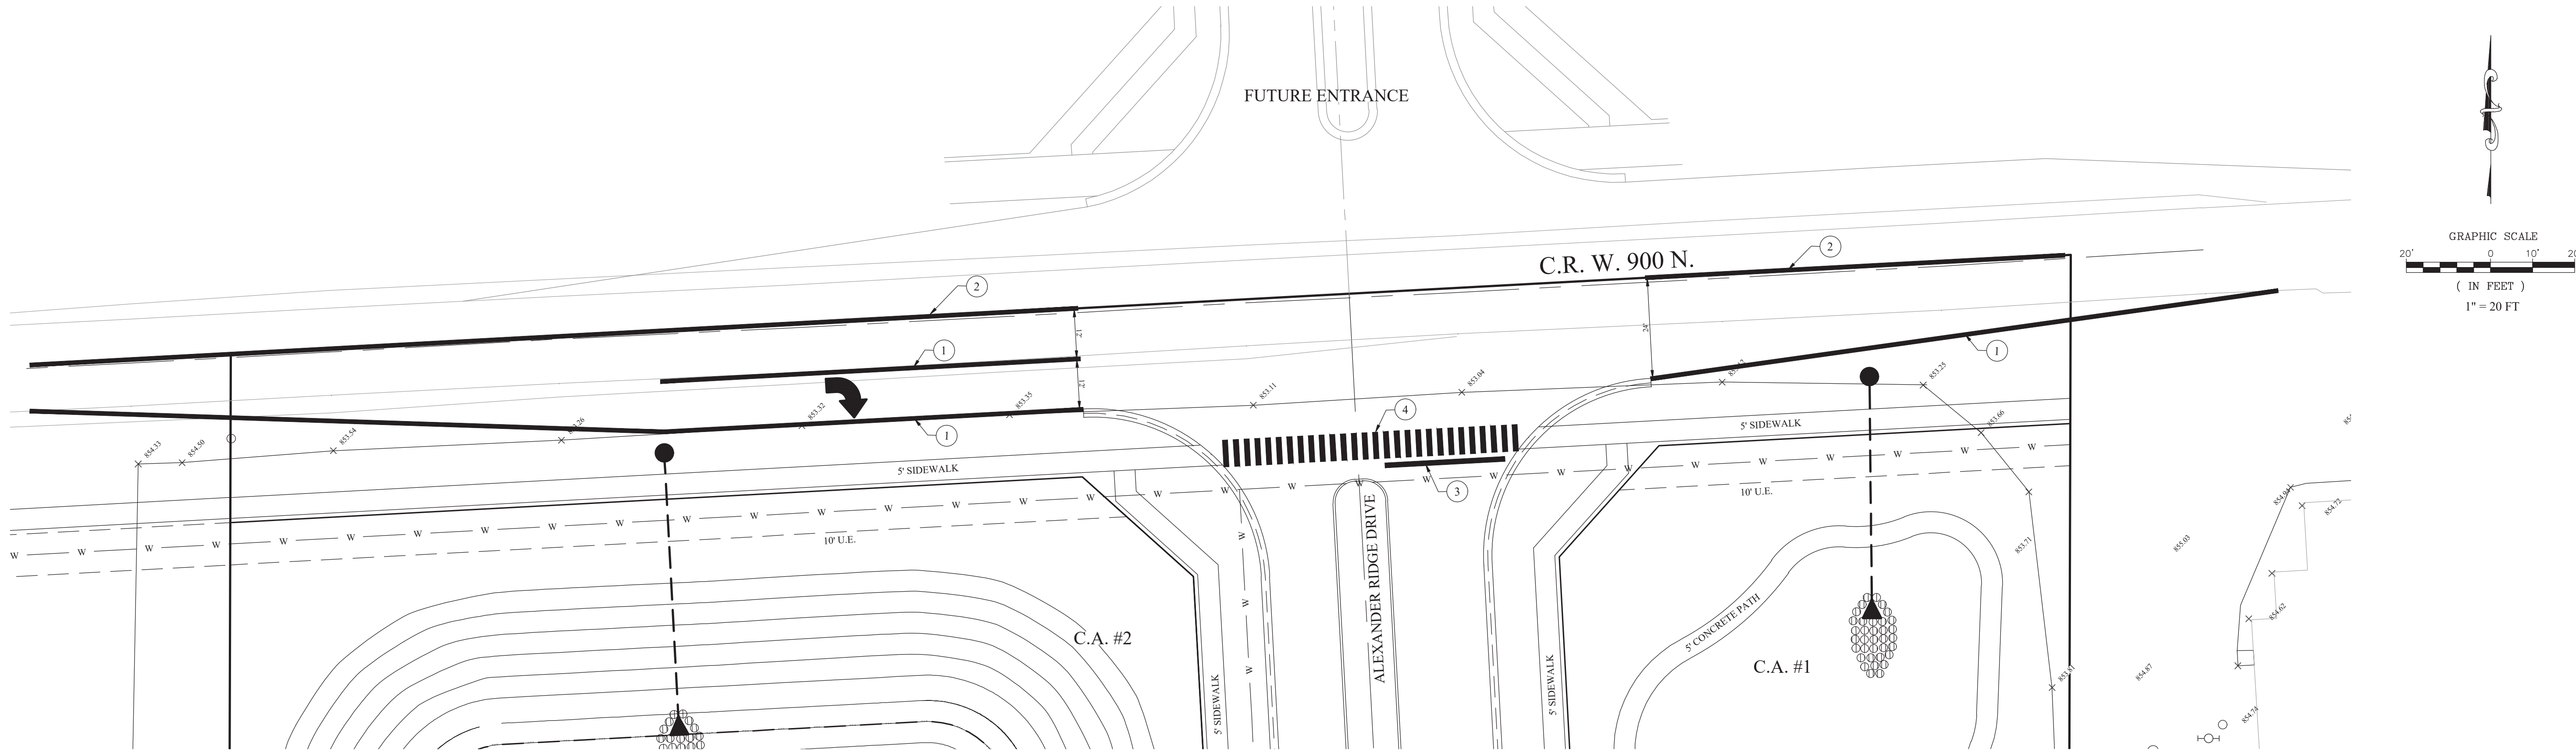 FUTURE ENTRANCE
GRAPHIC SCALE
20'
0
10'
( IN FEET )
1" = 20 FT
C.R. W. 900 N.
2
2
1
1
1
12'
12'
24'
854.33
854.50
853.54
853.32
853.35
853.11
853.04
853.25
853.66
4
3
5' SIDEWALK
5' SIDEWALK
W W W W W W W W W W W W W W W W W W W W W W W W W W W W W W W
10' U.E.
10' U.E.
W
W
W
853.71
855.03
854.72
854.62
854.87
854.74
ALEXANDER RIDGE DRIVE
5' SIDEWALK
5' SIDEWALK
5' CONCRETE PATH
C.A. #2
C.A. #1